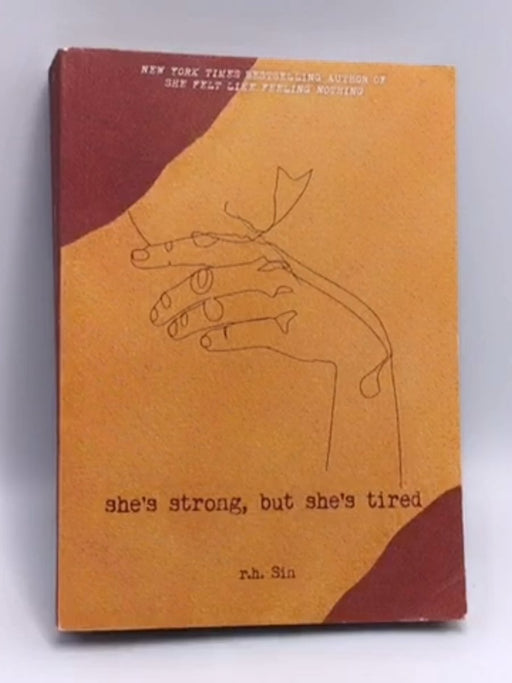 NEW YORK TIMES BESTSELLING AUTHOR OF
SHE FELT LIKE FEELING NOTHING
she's strong, but she's tired
r.h. Sin